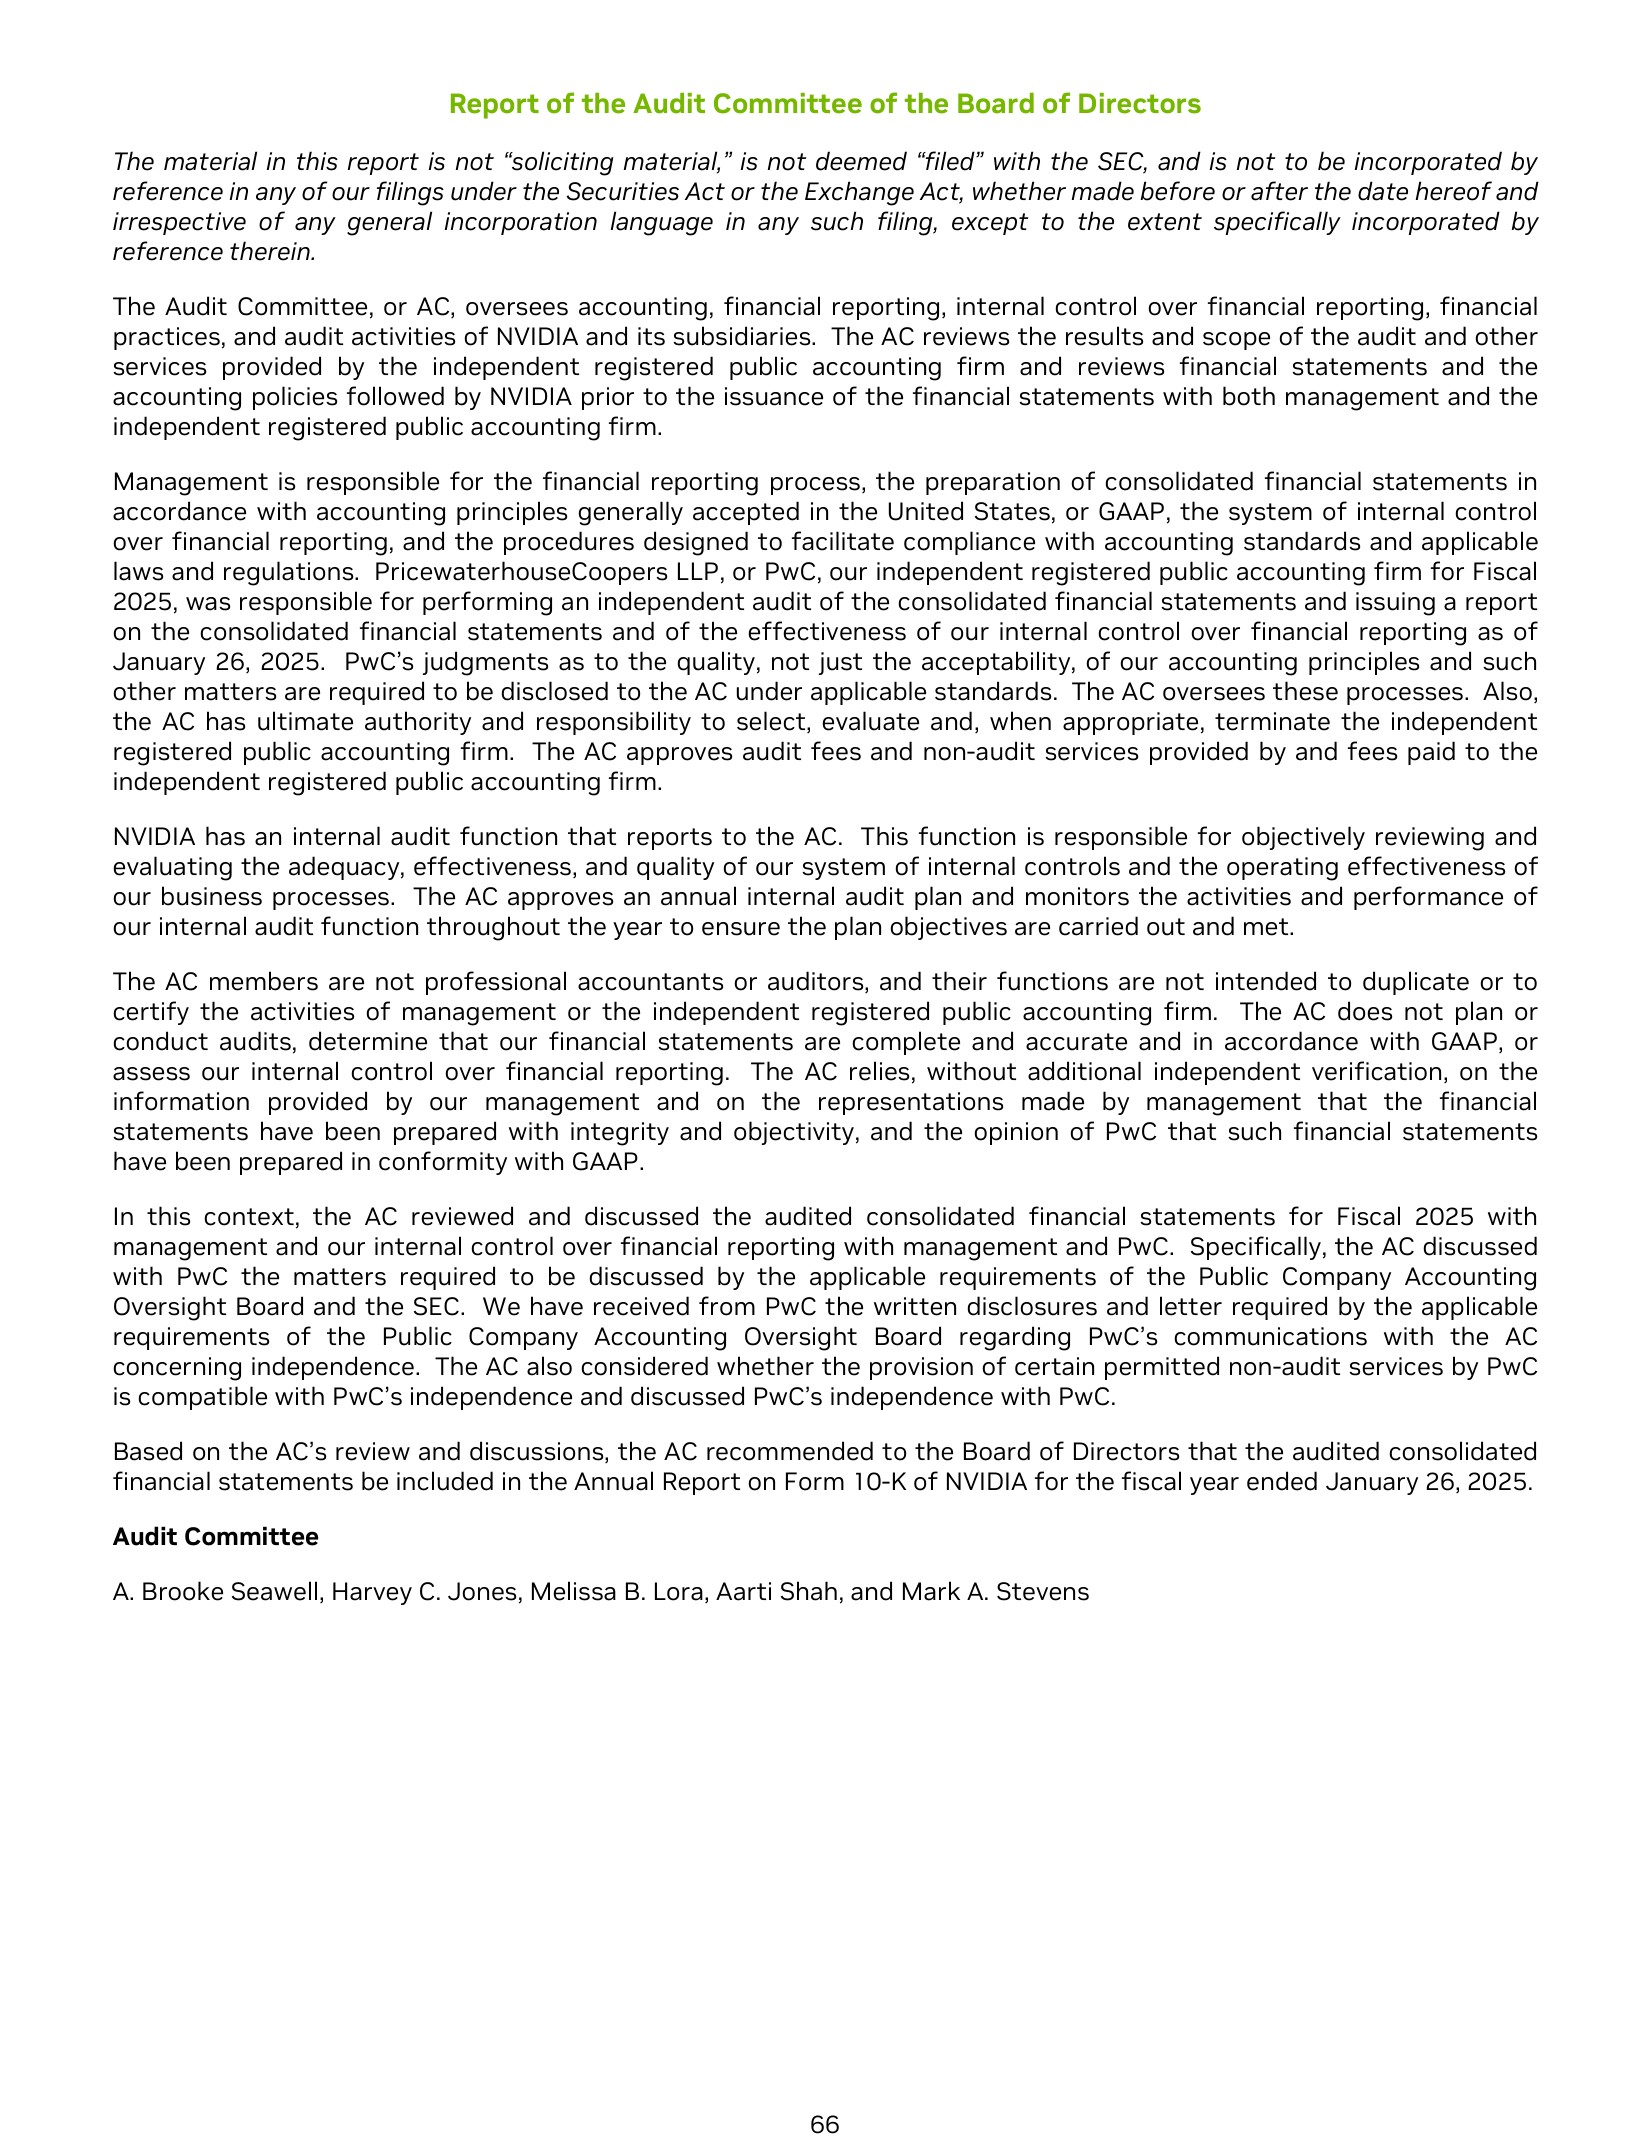 Report of the Audit Committee of the Board of Directors
The material in this report is not “soliciting material,” is not deemed “filed” with the SEC, and is not to be incorporated by
reference in any of our filings under the Securities Act or the Exchange Act, whether made before or after the date hereof and
irrespective of any general incorporation language in any such filing, except to the extent specifically incorporated by
reference therein.
The Audit Committee, or AC, oversees accounting, financial reporting, internal control over financial reporting, financial
practices, and audit activities of NVIDIA and its subsidiaries. The AC reviews the results and scope of the audit and other
services provided by the independent registered public accounting firm and reviews financial statements and the
accounting policies followed by NVIDIA prior to the issuance of the financial statements with both management and the
independent registered public accounting firm.
Management is responsible for the financial reporting process, the preparation of consolidated financial statements in
accordance with accounting principles generally accepted in the United States, or GAAP, the system of internal control
over financial reporting, and the procedures designed to facilitate compliance with accounting standards and applicable
laws and regulations. PricewaterhouseCoopers LLP, or PwC, our independent registered public accounting firm for Fiscal
2025, was responsible for performing an independent audit of the consolidated financial statements and issuing a report
on the consolidated financial statements and of the effectiveness of our internal control over financial reporting as of
January 26, 2025. PwC’s judgments as to the quality, not just the acceptability, of our accounting principles and such
other matters are required to be disclosed to the AC under applicable standards. The AC oversees these processes. Also,
the AC has ultimate authority and responsibility to select, evaluate and, when appropriate, terminate the independent
registered public accounting firm. The AC approves audit fees and non-audit services provided by and fees paid to the
independent registered public accounting firm.
NVIDIA has an internal audit function that reports to the AC. This function is responsible for objectively reviewing and
evaluating the adequacy, effectiveness, and quality of our system of internal controls and the operating effectiveness of
our business processes. The AC approves an annual internal audit plan and monitors the activities and performance of
our internal audit function throughout the year to ensure the plan objectives are carried out and met.
The AC members are not professional accountants or auditors, and their functions are not intended to duplicate or to
certify the activities of management or the independent registered public accounting firm. The AC does not plan or
conduct audits, determine that our financial statements are complete and accurate and in accordance with GAAP, or
assess our internal control over financial reporting. The AC relies, without additional independent verification, on the
information provided by our management and on the representations made by management that the financial
statements have been prepared with integrity and objectivity, and the opinion of PwC that such financial statements
have been prepared in conformity with GAAP.
In this context, the AC reviewed and discussed the audited consolidated financial statements for Fiscal 2025 with
management and our internal control over financial reporting with management and PwC. Specifically, the AC discussed
with PwC the matters required to be discussed by the applicable requirements of the Public Company Accounting
Oversight Board and the SEC. We have received from PwC the written disclosures and letter required by the applicable
requirements of the Public Company Accounting Oversight Board regarding PwC’s communications with the AC
concerning independence. The AC also considered whether the provision of certain permitted non-audit services by PwC
is compatible with PwC’s independence and discussed PwC’s independence with PwC.
Based on the AC’s review and discussions, the AC recommended to the Board of Directors that the audited consolidated
financial statements be included in the Annual Report on Form 10-K of NVIDIA for the fiscal year ended January 26, 2025.
Audit Committee
A. Brooke Seawell, Harvey C. Jones, Melissa B. Lora, Aarti Shah, and Mark A. Stevens
66